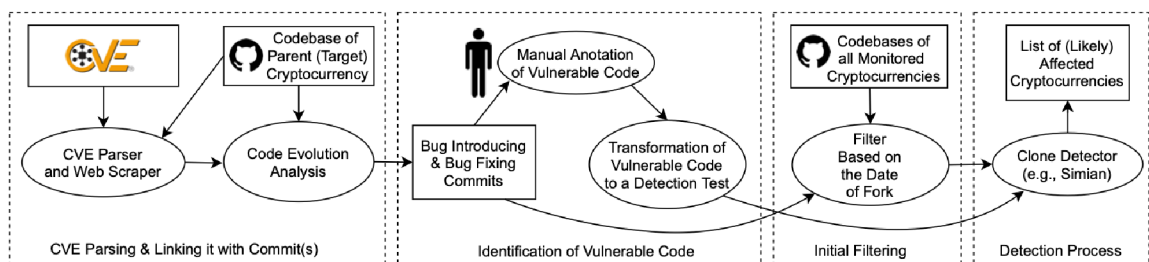 CVE
Codebase of
Parent (Target)
Cryptocurrency
CVE Parser
and Web Scraper
Code Evolution
Analysis
CVE Parsing & Linking it with Commit(s)
Manual Anotation
of Vulnerable Code
Bug Introducing
& Bug Fixing
Commits
Transformation of
Vulnerable Code
to a Detection Test
Identification of Vulnerable Code
Codebases of
all Monitored
Cryptocurrencies
Filter
Based on
the Date
of Fork
Initial Filtering
List of (Likely)
Affected
Cryptocurrencies
Clone Detector
(e.g., Simian)
Detection Process